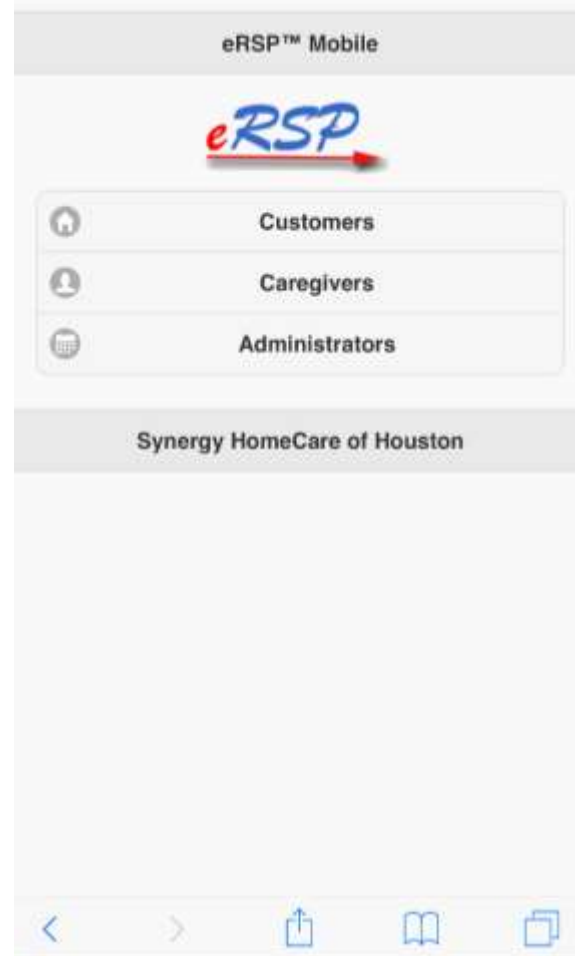 eRSP™ Mobile
eRSP
Customers
Caregivers
Administrators
Synergy HomeCare of Houston